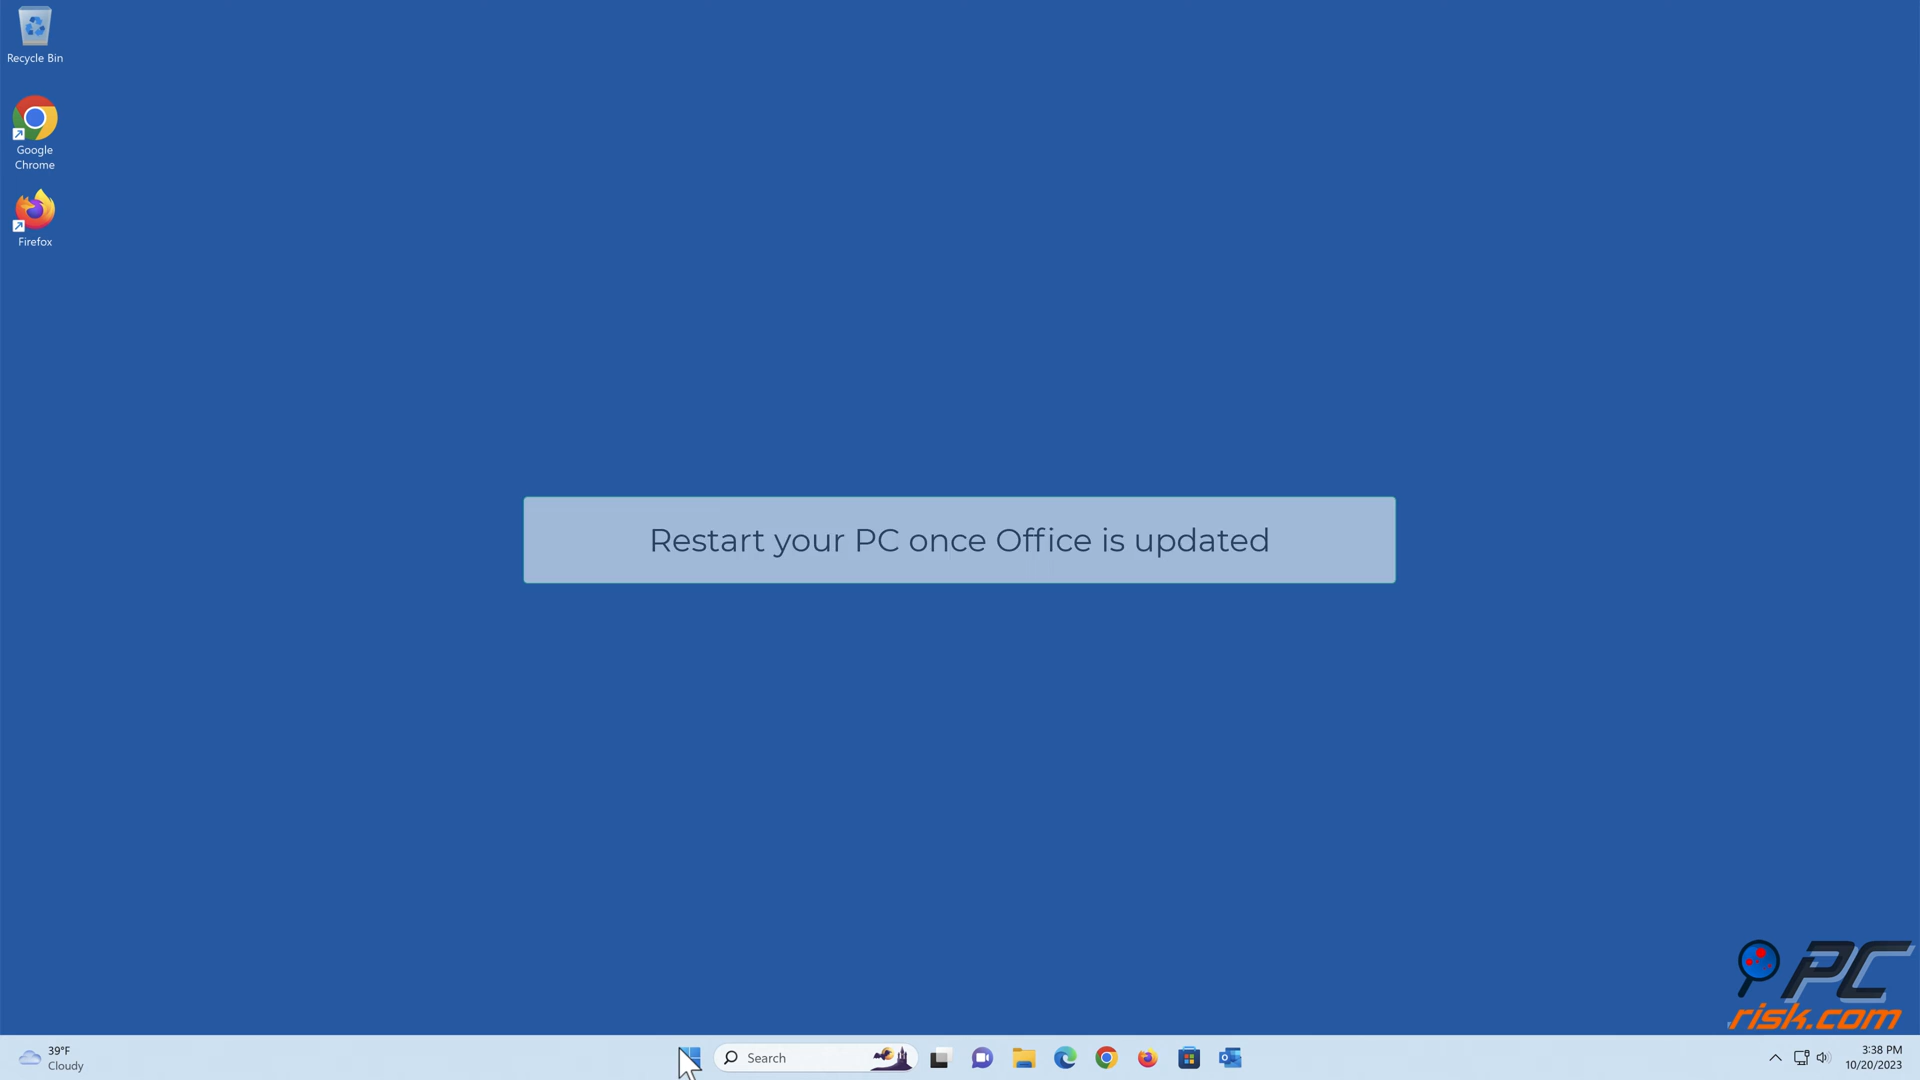 Recycle Bin
Google
Chrome
Firefox
Restart your PC once Office is updated
PC
risk.com
39°F
Cloudy
Search
3:38 PM
10/20/2023